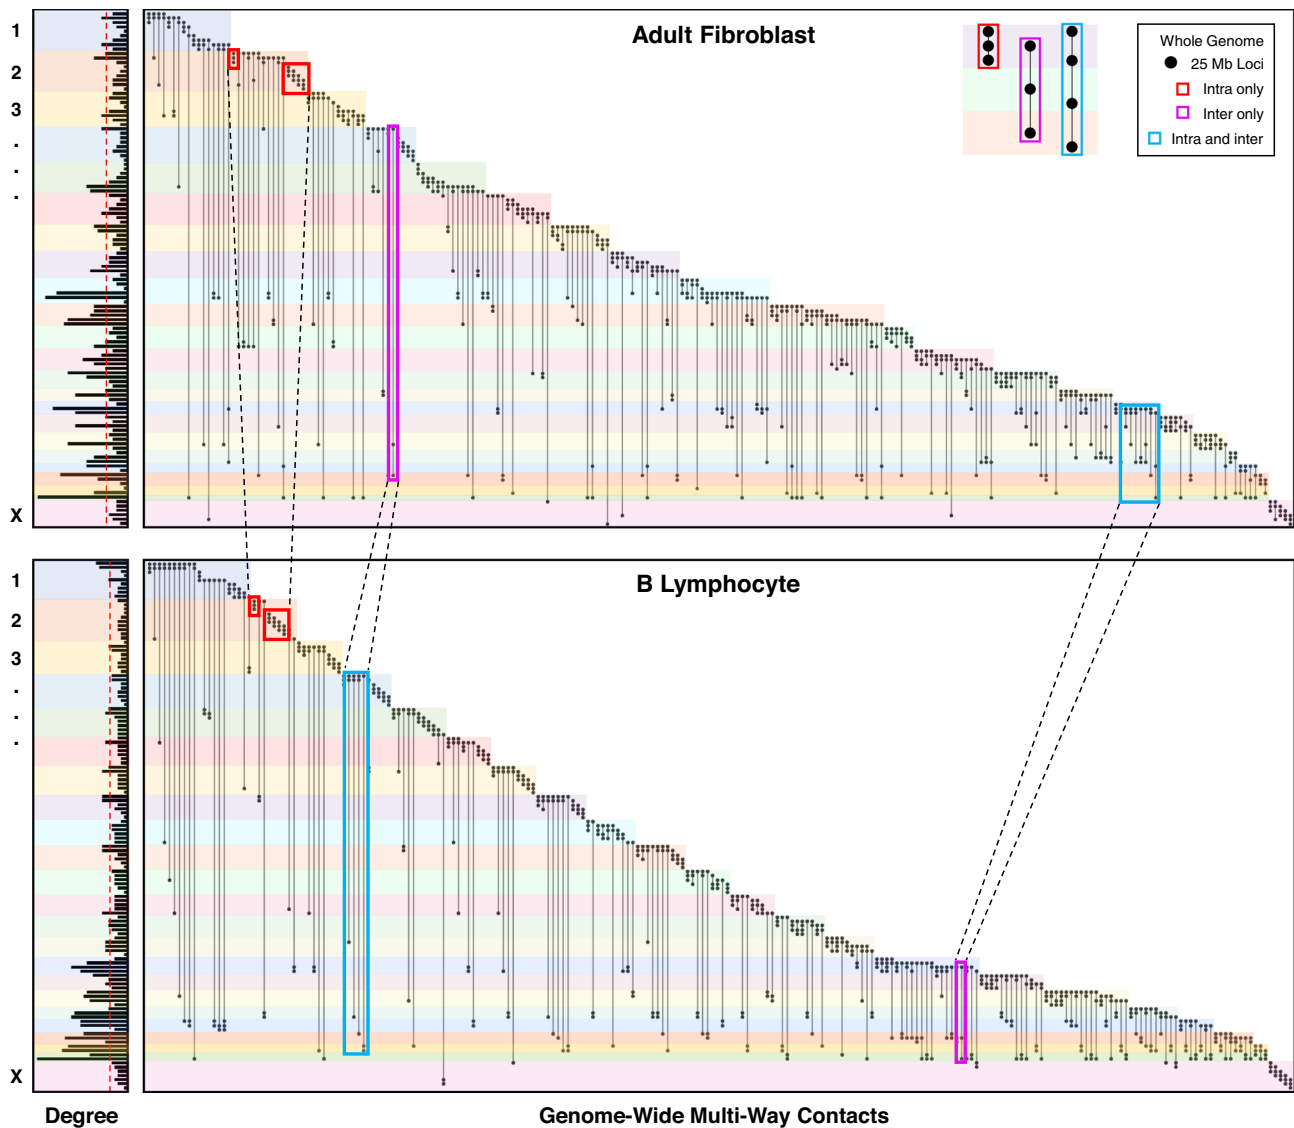 Adult Fibroblast
Whole Genome
25 Mb Loci
Intra only
Inter only
Intra and inter
1
2
3
.
.
.
X
B Lymphocyte
1
2
3
.
.
.
X
Degree
Genome-Wide Multi-Way Contacts